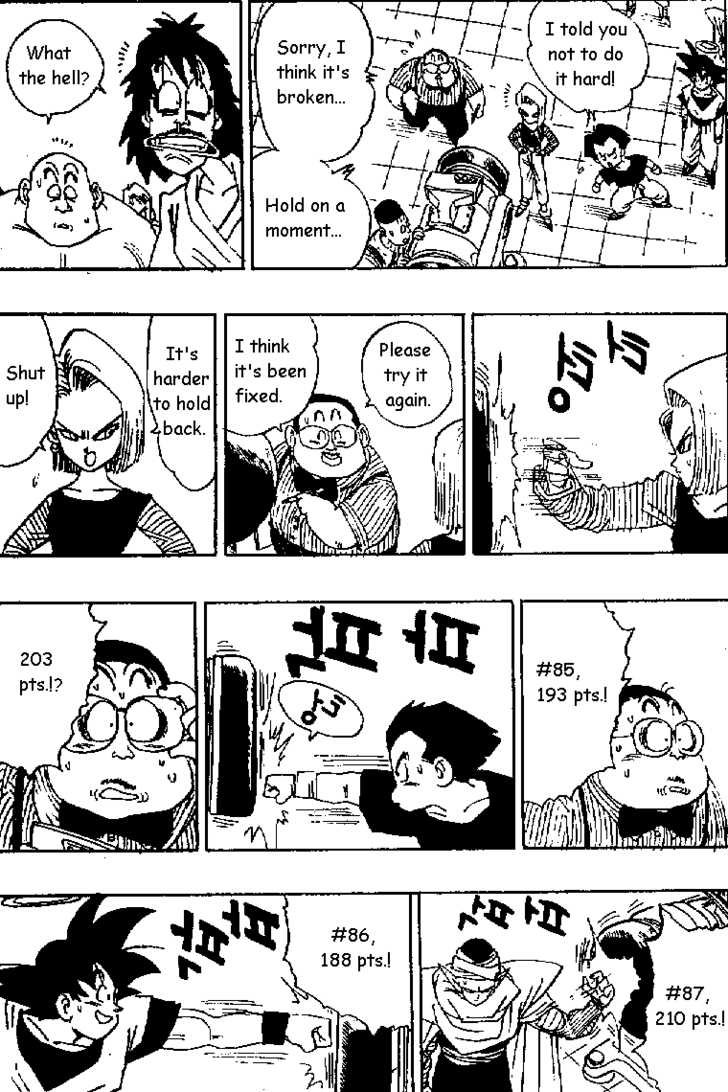 What
the hell?
Sorry, I
think it's
broken...
Hold on a
moment...
I told you
not to do
it hard!
Shut
up!
It's
harder
to hold
back.
I think
it's been
fixed.
Please
try it
again.
203
pts.!?
#85,
193 pts.!
#86,
188 pts.!
#87,
210 pts.!